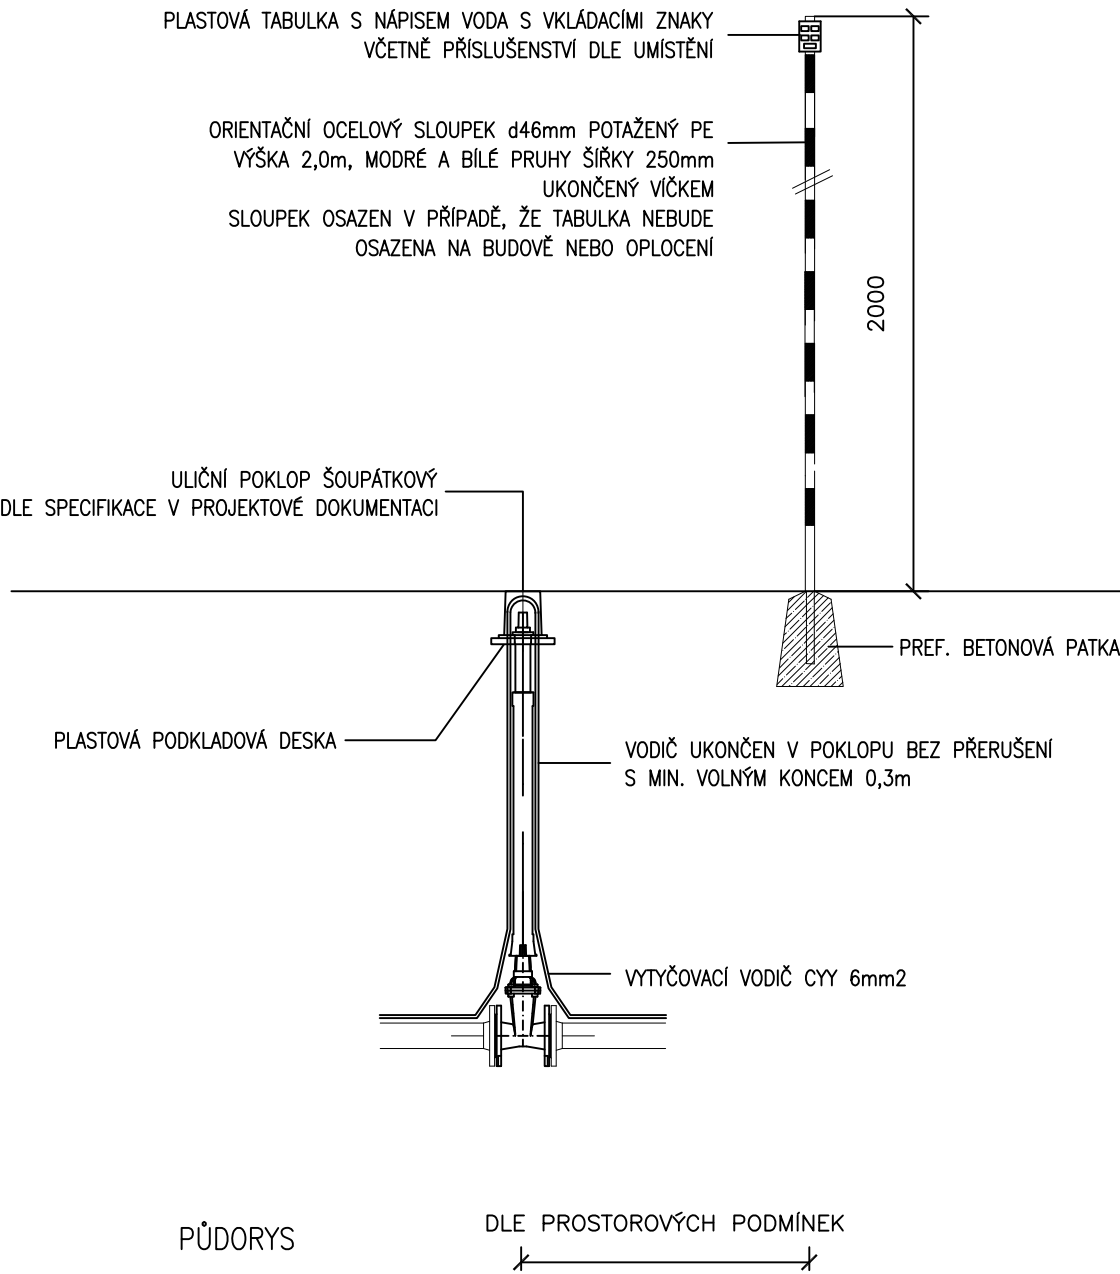 PLASTOVÁ TABULKA S NÁPISEM VODA S VKLÁDACÍMI ZNAKY
VČETNĚ PŘÍSLUŠENSTVÍ DLE UMÍSTĚNÍ
ORIENTAČNÍ OCELOVÝ SLOUPEK d46mm POTAŽENÝ PE
VÝŠKA 2,0m, MODRÉ A BÍLÉ PRUHY ŠÍŘKY 250mm
UKONČENÝ VÍČKEM
SLOUPEK OSAZEN V PŘÍPADĚ, ŽE TABULKA NEBUDE
OSAZENA NA BUDOVĚ NEBO OPLOCENÍ
2000
ULIČNÍ POKLOP ŠOUPÁTKOVÝ
DLE SPECIFIKACE V PROJEKTOVÉ DOKUMENTACI
PREF. BETONOVÁ PATKA
PLASTOVÁ PODKLADOVÁ DESKA
VODIČ UKONČEN V POKLOPU BEZ PŘERUŠENÍ
S MIN. VOLNÝM KONCEM 0,3m
VYTYČOVACÍ VODIČ CYY 6mm2
PŮDORYS
DLE PROSTOROVÝCH PODMÍNEK